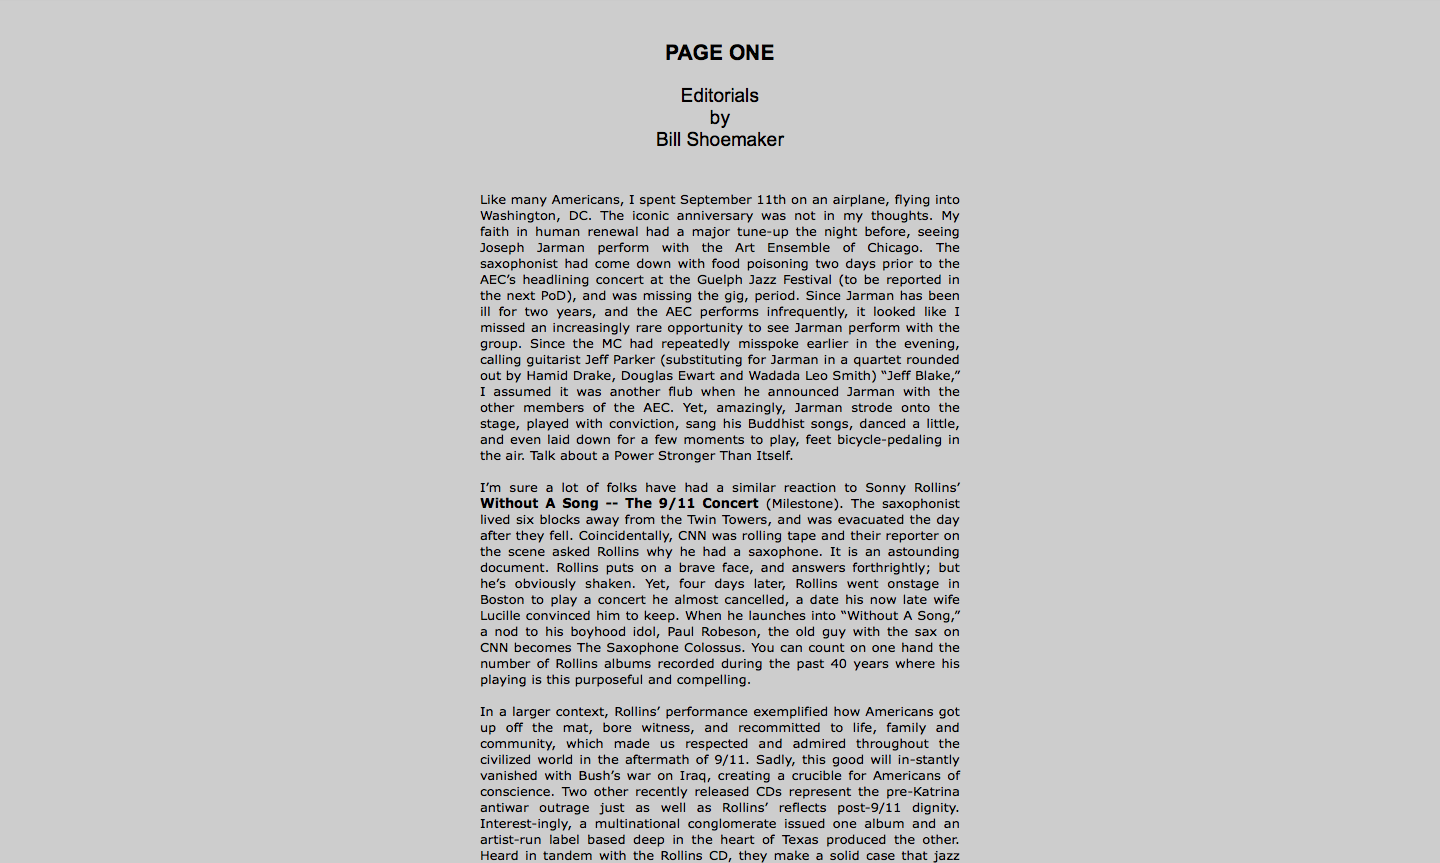 PAGE ONE
Editorials
by
Bill Shoemaker
Like many Americans, I spent September 11th on an airplane, flying into
Washington, DC. The iconic anniversary was not in my thoughts. My
faith in human renewal had a major tune-up the night before, seeing
Joseph Jarman perform with the Art Ensemble of Chicago. The
saxophonist had come down with food poisoning two days prior to the
AEC’s headlining concert at the Guelph Jazz Festival (to be reported in
the next PoD), and was missing the gig, period. Since Jarman has been
ill for two years, and the AEC performs infrequently, it looked like I
missed an increasingly rare opportunity to see Jarman perform with the
group. Since the MC had repeatedly misspoke earlier in the evening,
calling guitarist Jeff Parker (substituting for Jarman in a quartet rounded
out by Hamid Drake, Douglas Ewart and Wadada Leo Smith) “Jeff Blake,”
I assumed it was another flub when he announced Jarman with the
other members of the AEC. Yet, amazingly, Jarman strode onto the
stage, played with conviction, sang his Buddhist songs, danced a little,
and even laid down for a few moments to play, feet bicycle-pedaling in
the air. Talk about a Power Stronger Than Itself.
I’m sure a lot of folks have had a similar reaction to Sonny Rollins’
Without A Song -- The 9/11 Concert (Milestone). The saxophonist
lived six blocks away from the Twin Towers, and was evacuated the day
after they fell. Coincidentally, CNN was rolling tape and their reporter on
the scene asked Rollins why he had a saxophone. It is an astounding
document. Rollins puts on a brave face, and answers forthrightly; but
he’s obviously shaken. Yet, four days later, Rollins went onstage in
Boston to play a concert he almost cancelled, a date his now late wife
Lucille convinced him to keep. When he launches into “Without A Song,”
a nod to his boyhood idol, Paul Robeson, the old guy with the sax on
CNN becomes The Saxophone Colossus. You can count on one hand the
number of Rollins albums recorded during the past 40 years where his
playing is this purposeful and compelling.
In a larger context, Rollins’ performance exemplified how Americans got
up off the mat, bore witness, and recommitted to life, family and
community, which made us respected and admired throughout the
civilized world in the aftermath of 9/11. Sadly, this good will in-stantly
vanished with Bush’s war on Iraq, creating a crucible for Americans of
conscience. Two other recently released CDs represent the pre-Katrina
antiwar outrage just as well as Rollins’ reflects post-9/11 dignity.
Interest-ingly, a multinational conglomerate issued one album and an
artist-run label based deep in the heart of Texas produced the other.
Heard in tandem with the Rollins CD, they make a solid case that jazz